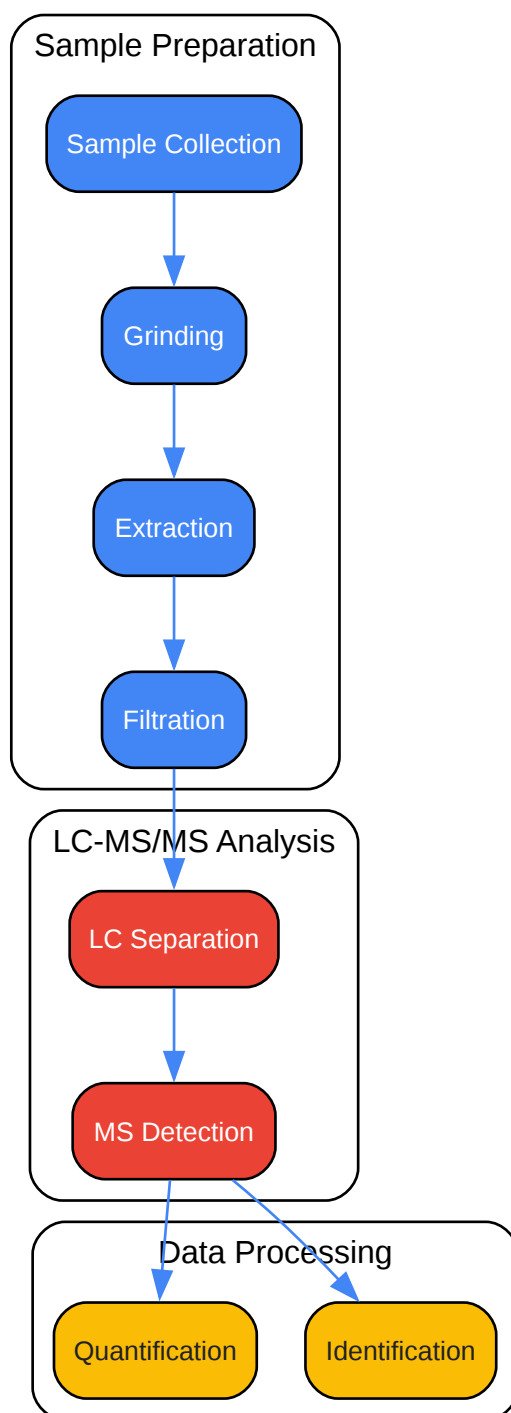 Sample Preparation
Sample Collection
Grinding
Extraction
Filtration
LC-MS/MS Analysis
LC Separation
MS Detection
Data Processing
Quantification
Identification